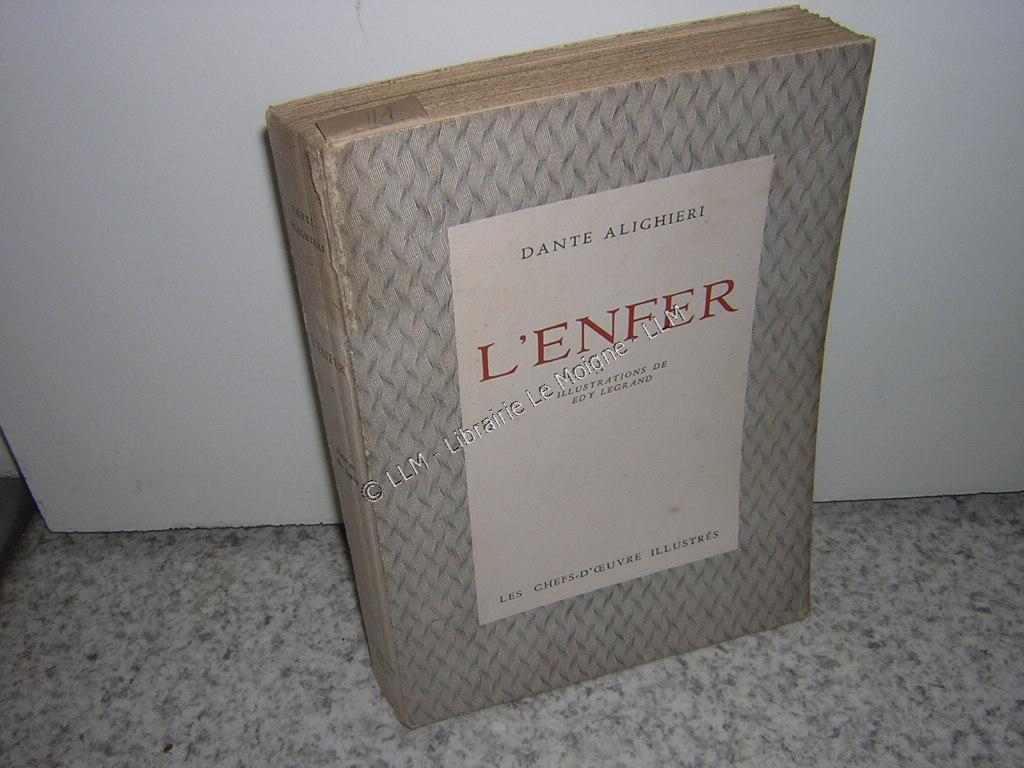 DANTE ALIGHIERI
L'ENFER
ILLUSTRATIONS DE
EDY LEGRAND
LES CHEFS-D'ŒUVRE ILLUSTRÉS
© LLM - Librairie Le Moigne - LLM